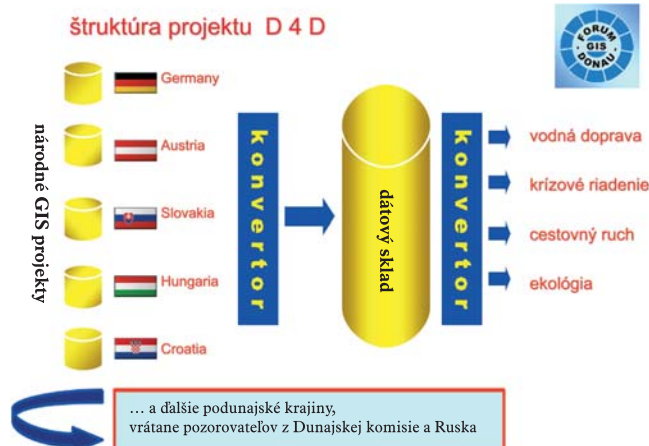 štruktúra projektu D 4 D
FORUM
GIS
DONAU
národné GIS projekty
Germany
Austria
Slovakia
Hungaria
Croatia
konvertor
dátový sklad
konvertor
vodná doprava
krízové riadenie
cestovný ruch
ekológia
... a ďalšie podunajské krajiny,
vrátane pozorovateľov z Dunajskej komisie a Ruska